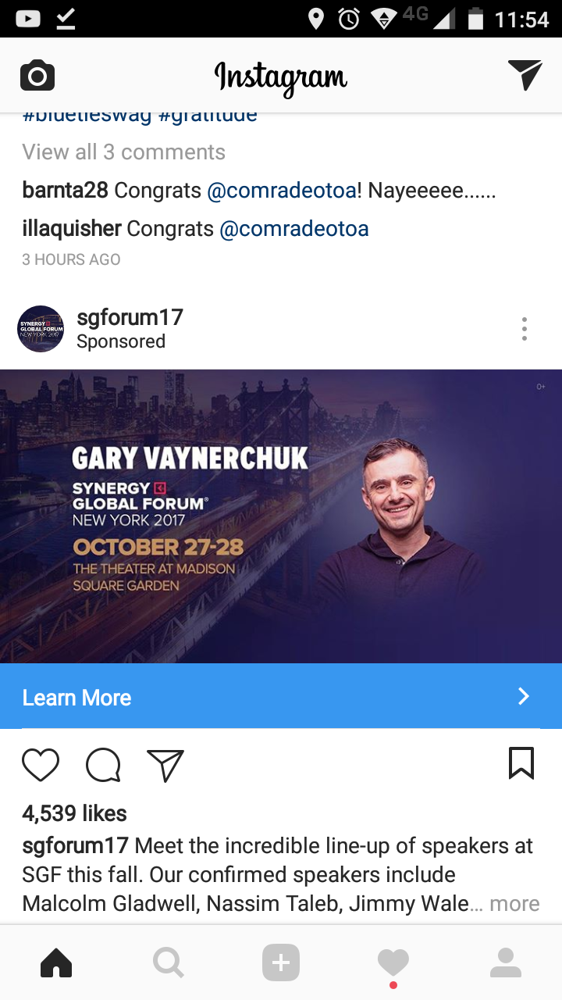 4G 11:54
Instagram
#bluetieswag #gratitude
View all 3 comments
barnta28 Congrats @comradeotoa! Nayeeeee......
illaquisher Congrats @comradeotoa
3 HOURS AGO
SYNERGY
GLOBAL FORUM
NEW YORK 2017
sgforum17
Sponsored
0+
GARY VAYNERCHUK
SYNERGY
GLOBAL FORUM®
NEW YORK 2017
OCTOBER 27-28
THE THEATER AT MADISON
SQUARE GARDEN
Learn More
4,539 likes
sgforum17 Meet the incredible line-up of speakers at
SGF this fall. Our confirmed speakers include
Malcolm Gladwell, Nassim Taleb, Jimmy Wale... more